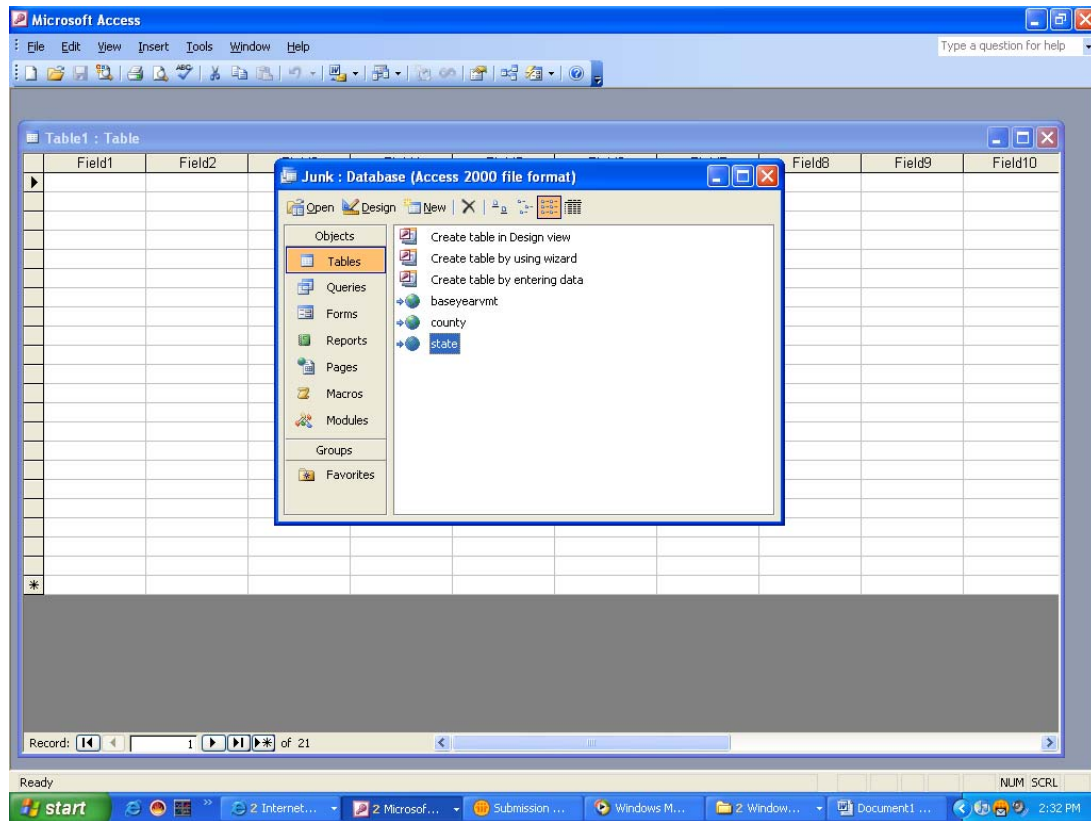 Microsoft Access
File Edit View Insert Tools Window Help
Type a question for help
Table1 : Table
Field1 Field2 Field8 Field9 Field10
Junk : Database (Access 2000 file format)
Open Design New
Objects
Tables
Queries
Forms
Reports
Pages
Macros
Modules
Groups
Favorites
Create table in Design view
Create table by using wizard
Create table by entering data
baseyearvmt
county
state
Record: 1 of 21
Ready
NUM SCRL
start 2 Internet... 2 Microsof... Submission ... Windows M... 2 Window... Document1 ... 2:32 PM